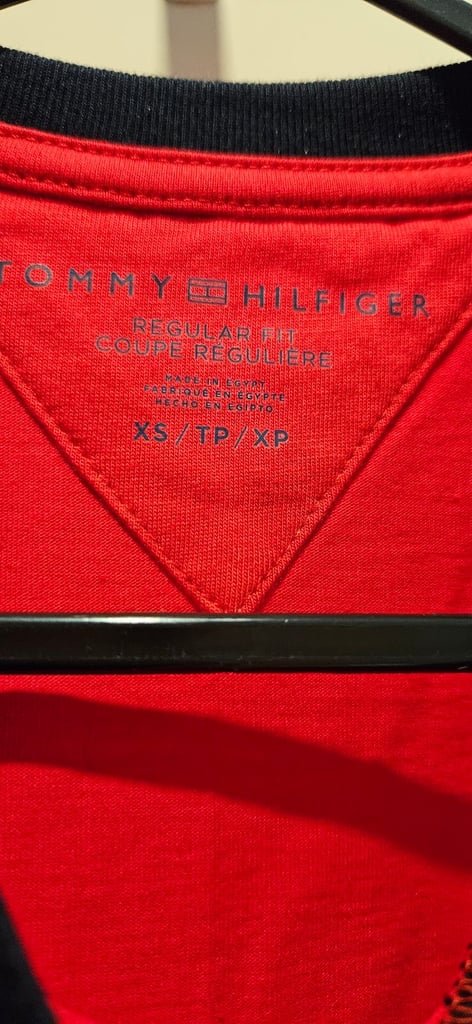 TOMMY HILFIGER
REGULAR FIT
COUPE RÉGULIÈRE
MADE IN EGYPT
FABRIQUÉ EN ÉGYPTE
HECHO EN EGIPTO
XS / TP / XP